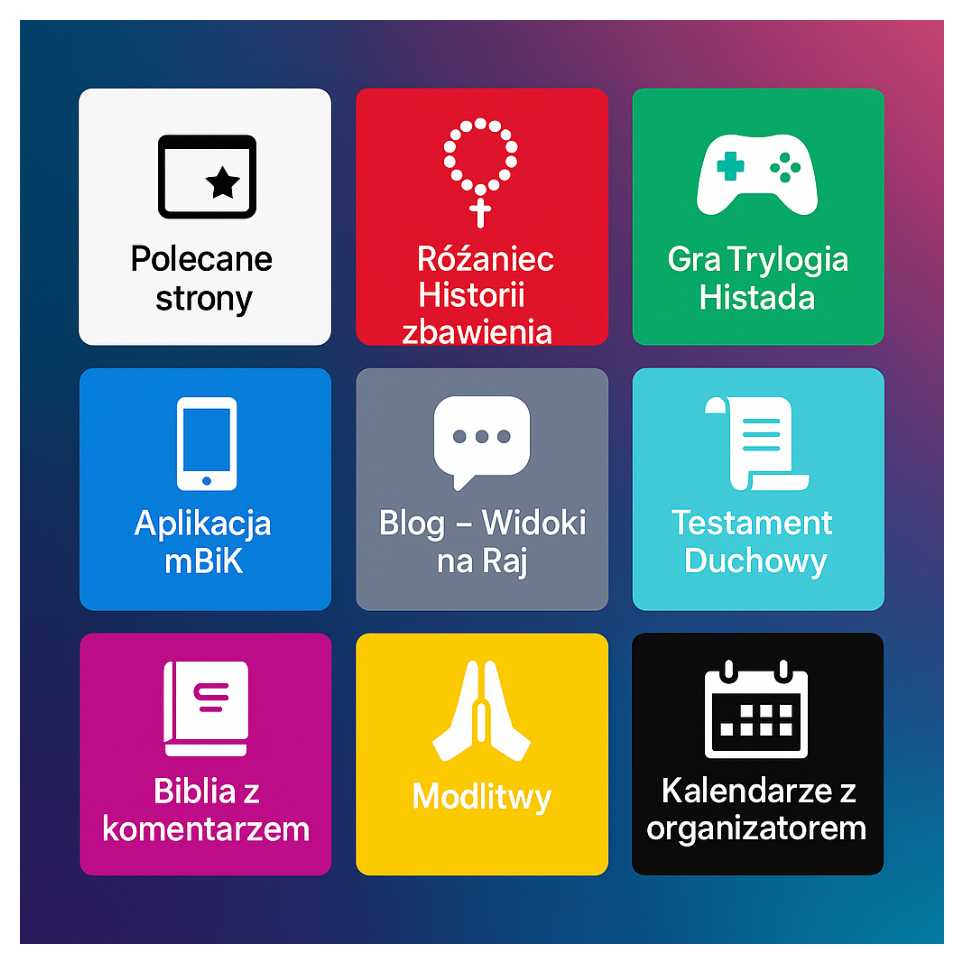 Polecane
strony
Róźaniec
Historii
zbawienia
Gra Trylogia
Histada
Aplikacja
mBiK
Blog – Widoki
na Raj
Testament
Duchowy
Biblia z
komentarzem
Modlitwy
Kalendarze z
organizatorem